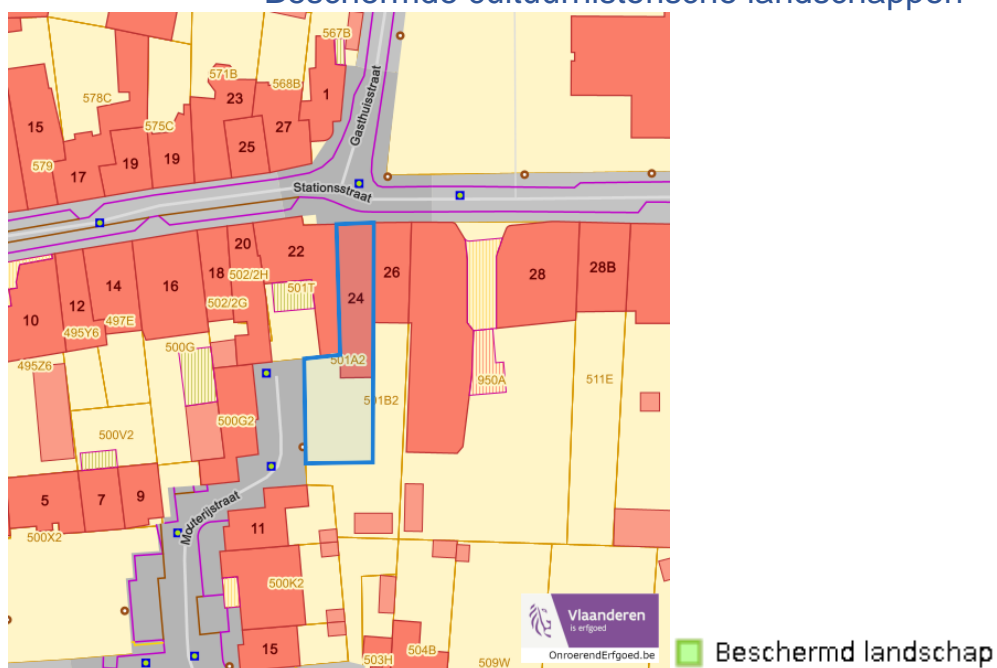 Beschermde cultuurhistorische landschappen
567B
571B
568B
578C
23
1
Gasthuisstraat
15
575C
27
25
19
19
579
17
Stationsstraat
20
22
18
502/2H
26
28
28B
14
16
501T
24
12
502/2G
10
497E
495Y6
500G
495Z6
501A2
950A
511E
501B2
500G2
500V2
5
7
9
Mouterijstraat
11
500X2
500K2
Vlaanderen
is erfgoed
15
504B
OnroerendErfgoed.be
503H
509W
Beschermd landschap